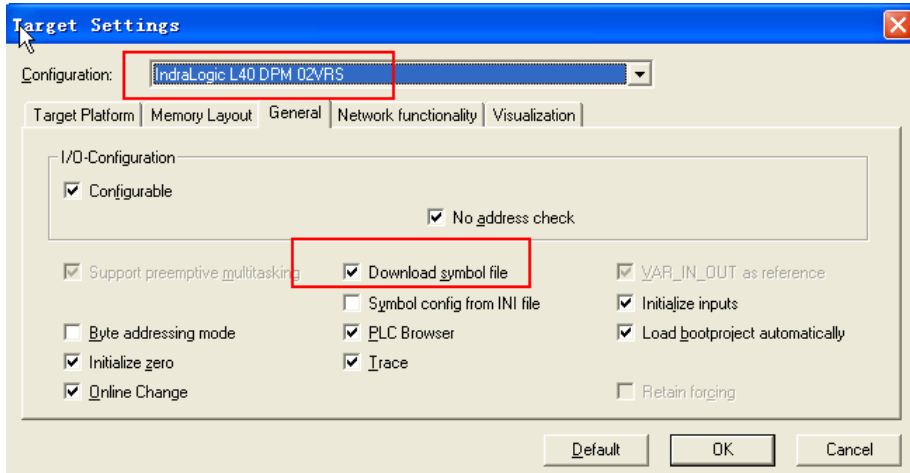 Target Settings
Configuration: IndraLogic L40 DPM 02VRS
Target Platform Memory Layout General Network functionality Visualization
I/O-Configuration
Configurable
No address check
Support preemptive multitasking Download symbol file VAR_IN_OUT as reference
Symbol config from INI file Initialize inputs
Byte addressing mode PLC Browser Load bootproject automatically
Initialize zero Trace
Online Change Retain forcing
Default OK Cancel